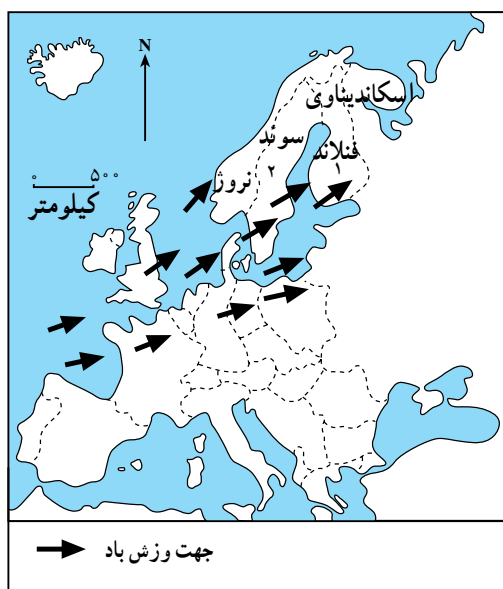 N
اسکاندیناوی
سوئد
۲
فنلاند
۱
نروژ
۰ ۵۰۰
کیلومتر
جهت وزش باد